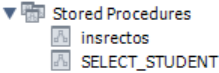 Stored Procedures
insrectos
SELECT_STUDENT